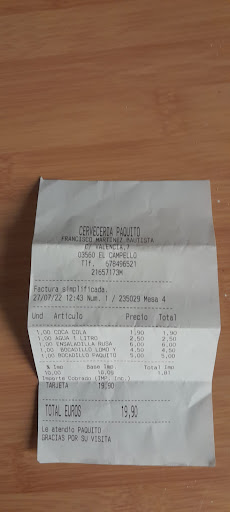 CERVECERIA PAQUITO
FRANCISCO MARTINEZ BAUTISTA
C/ VALENCIA,7
03560 EL CAMPELLO
Tlf. 678496521
21657173M
Factura simplificada.
27/07/22 12:43 Num. 1 / 235029 Mesa 4
Und Artículo Precio Total
1,00 COCA COLA 1,90 1,90
1,00 AGUA 1 LITRO 2,50 2,50
1,00 ENSALADILLA RUSA 6,00 6,00
1,00 BOCADILLO LOMO Y 4,50 4,50
1,00 BOCADILLO PAQUITO 5,00 5,00
% Imp Base Imp Total Imp
10,00 18,09 1,81
Importe Cobrado (IMP. Inc.)
TARJETA 19,90
TOTAL EUROS 19,90
Le atendio PAQUITO
GRACIAS POR SU VISITA